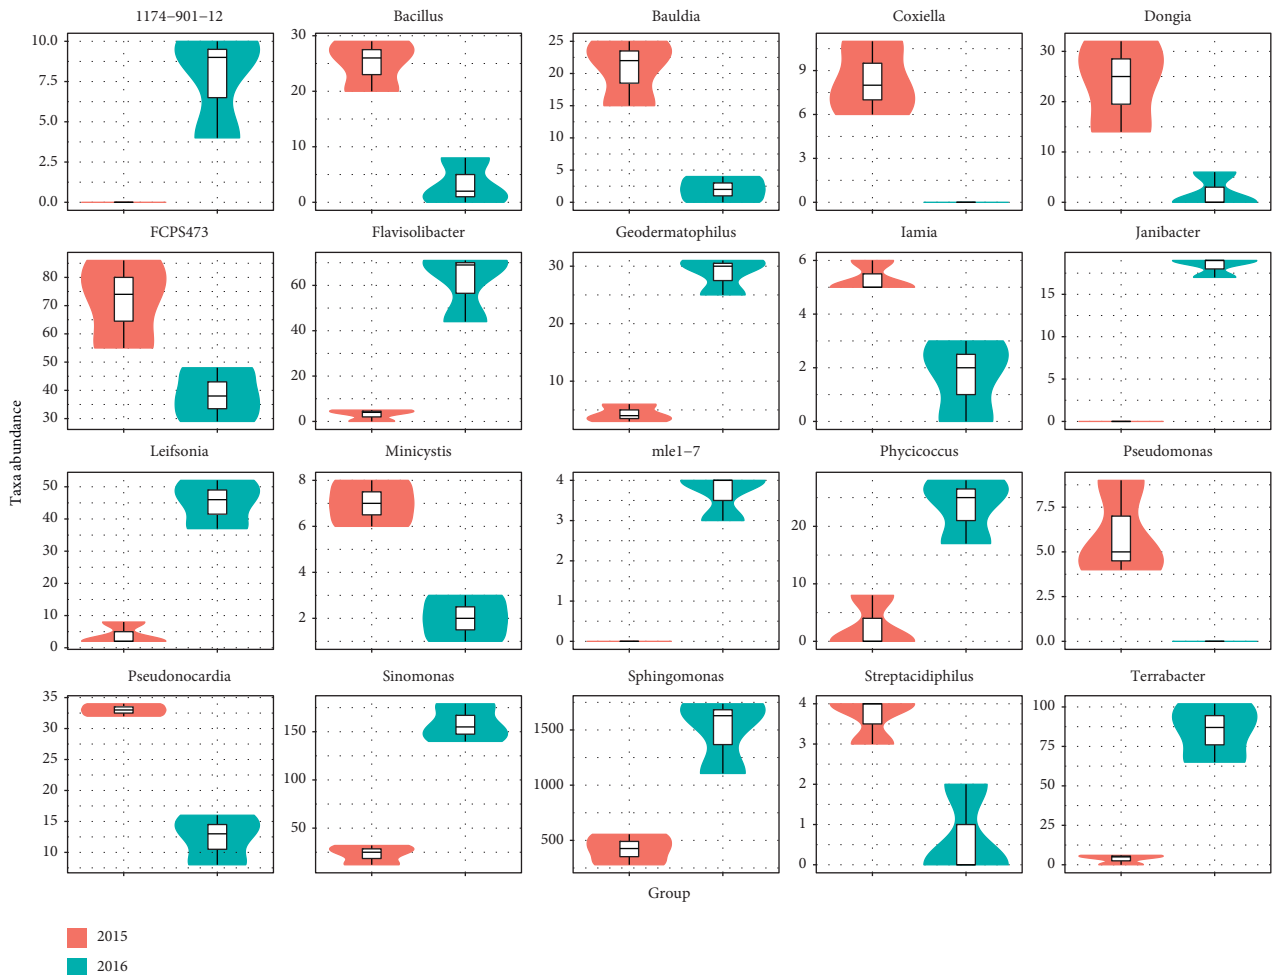 1174−901−12 Bacillus Bauldia Coxiella Dongia
10.0 30 25 9 30
7.5 20 20 6 20
5.0 10 15 3 10
2.5 0 10 0 0
0.0 5
0
FCPS473 Flavisolibacter Geodermatophilus Iamia Janibacter
80 60 30 6 15
70 40 20 4 10
60 20 10 2 5
50 0 0 0
40
30
Taxa abundance
Leifsonia Minicystis mle1−7 Phycicoccus Pseudomonas
50 8 4 20 7.5
40 6 3 10 5.0
30 4 2 0 2.5
20 2 1 0.0
10 0
0
Pseudonocardia Sinomonas Sphingomonas Streptacidiphilus Terrabacter
35 150 1500 4 100
30 100 1000 3 75
25 50 500 2 50
20 1 25
15 0 0
10
Group
2015
2016